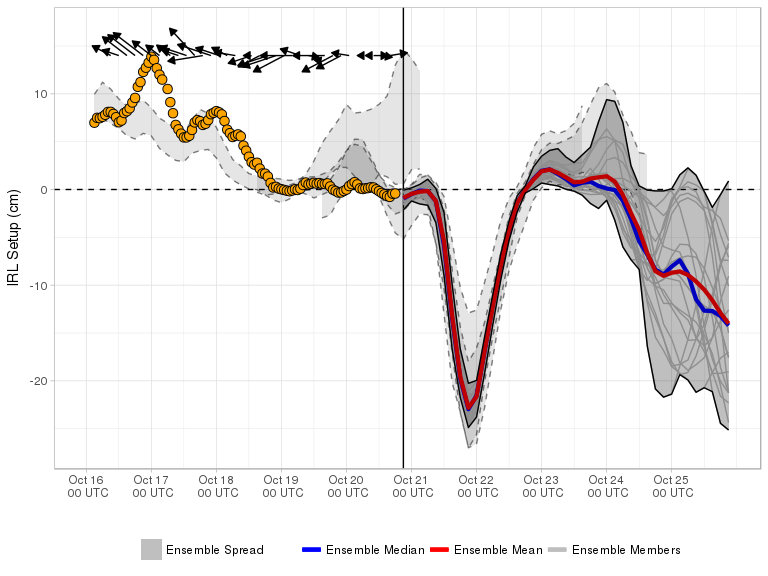 IRL Setup (cm)
10
0
-10
-20
Oct 16 Oct 17 Oct 18 Oct 19 Oct 20 Oct 21 Oct 22 Oct 23 Oct 24 Oct 25
00 UTC 00 UTC 00 UTC 00 UTC 00 UTC 00 UTC 00 UTC 00 UTC 00 UTC 00 UTC
Ensemble Spread Ensemble Median Ensemble Mean Ensemble Members